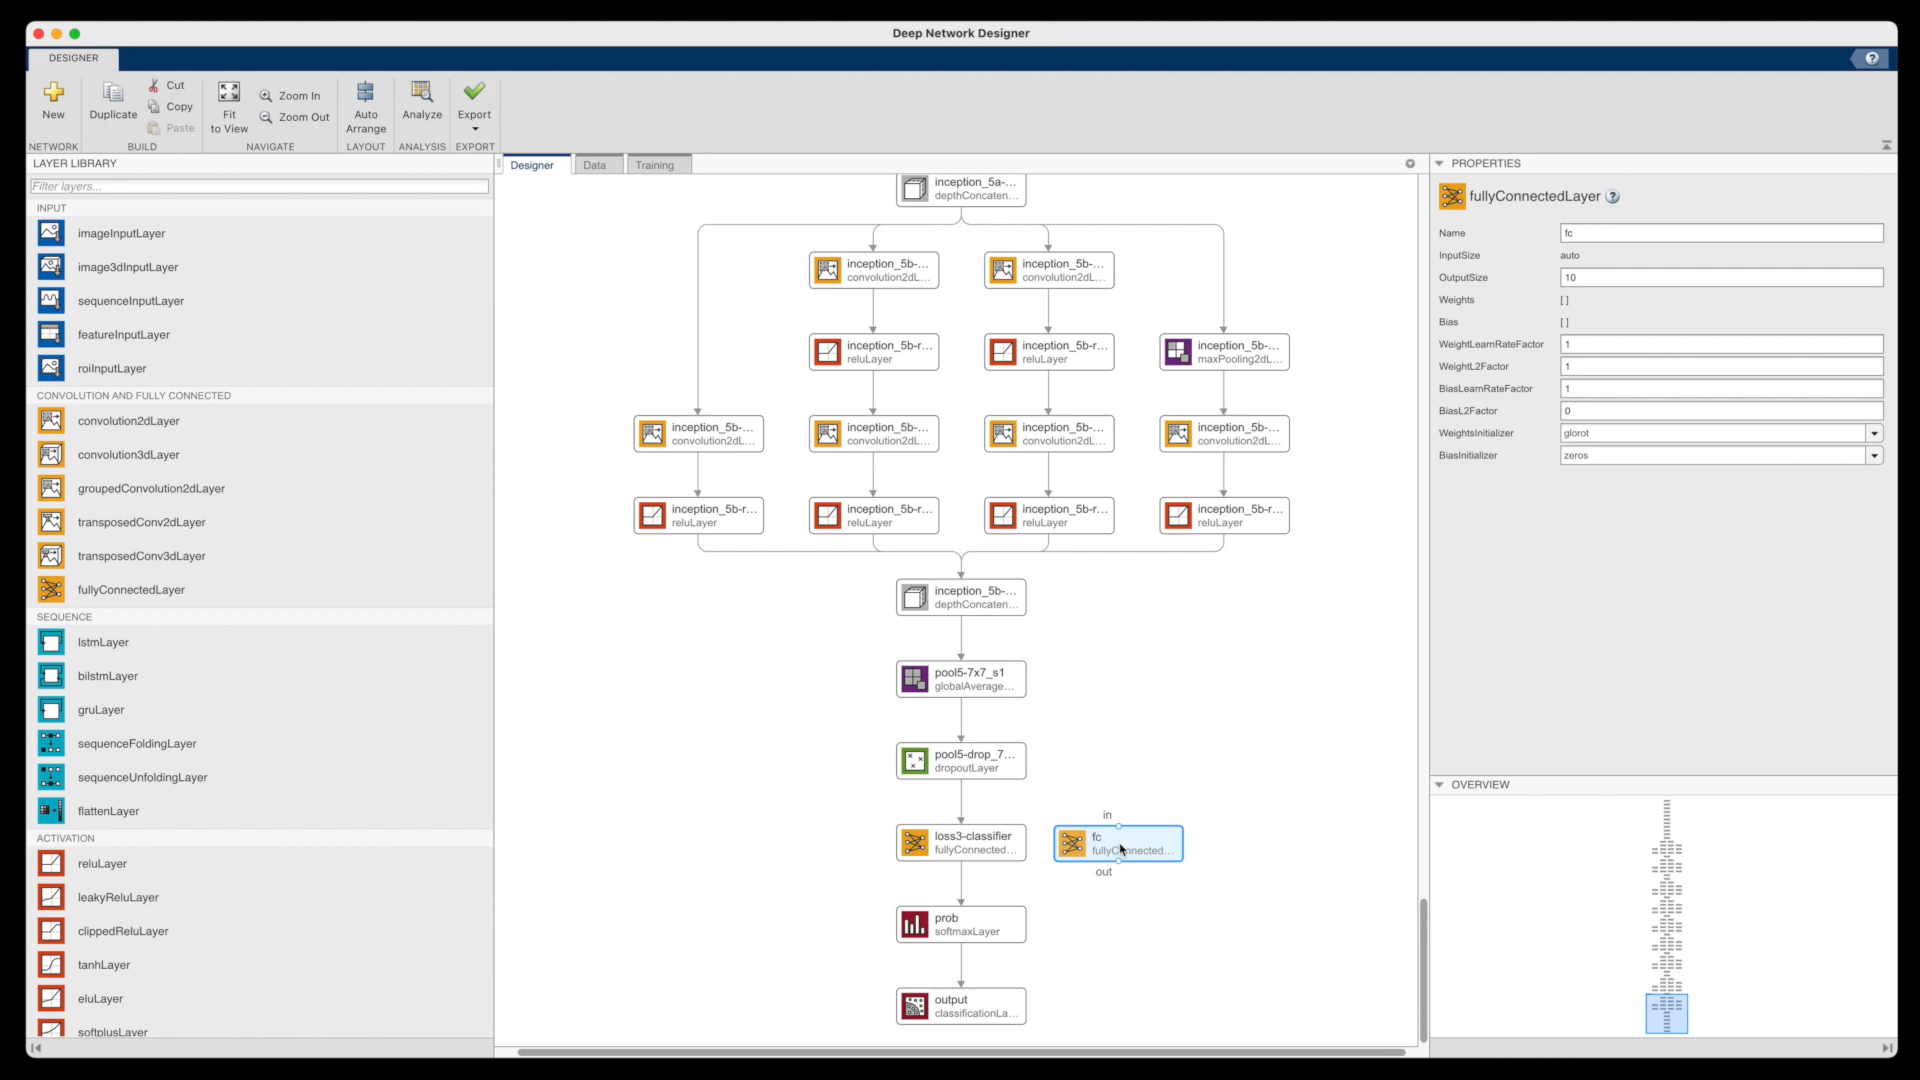 Deep Network Designer
DESIGNER
New
Duplicate
Cut
Copy
Paste
Fit
to View
Zoom In
Zoom Out
Auto
Arrange
Analyze
Export
NETWORK
BUILD
NAVIGATE
LAYOUT
ANALYSIS
EXPORT
LAYER LIBRARY
Filter layers...
INPUT
imageInputLayer
image3dInputLayer
sequenceInputLayer
featureInputLayer
roiInputLayer
CONVOLUTION AND FULLY CONNECTED
convolution2dLayer
convolution3dLayer
groupedConvolution2dLayer
transposedConv2dLayer
transposedConv3dLayer
fullyConnectedLayer
SEQUENCE
lstmLayer
bilstmLayer
gruLayer
sequenceFoldingLayer
sequenceUnfoldingLayer
flattenLayer
ACTIVATION
reluLayer
leakyReluLayer
clippedReluLayer
tanhLayer
eluLayer
softplusLayer
Designer
Data
Training
inception_5a-...
depthConcaten...
inception_5b-...
convolution2dL...
inception_5b-...
convolution2dL...
inception_5b-r...
reluLayer
inception_5b-r...
reluLayer
inception_5b-...
maxPooling2dL...
inception_5b-...
convolution2dL...
inception_5b-...
convolution2dL...
inception_5b-...
convolution2dL...
inception_5b-...
convolution2dL...
inception_5b-r...
reluLayer
inception_5b-r...
reluLayer
inception_5b-r...
reluLayer
inception_5b-r...
reluLayer
inception_5b-...
depthConcaten...
pool5-7x7_s1
globalAverage...
pool5-drop_7...
dropoutLayer
loss3-classifier
fullyConnected...
in
fc
fullyConnected...
out
prob
softmaxLayer
output
classificationLa...
PROPERTIES
fullyConnectedLayer
Name fc
InputSize auto
OutputSize 10
Weights [ ]
Bias [ ]
WeightLearnRateFactor 1
WeightL2Factor 1
BiasLearnRateFactor 1
BiasL2Factor 0
WeightsInitializer glorot
BiasInitializer zeros
OVERVIEW